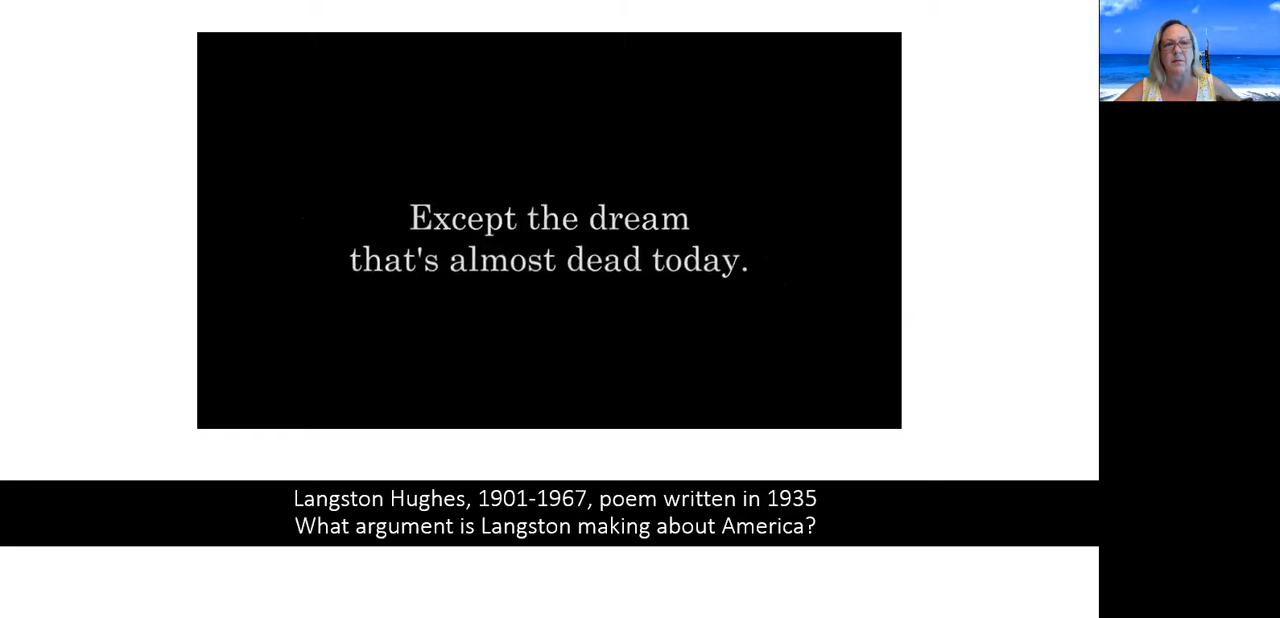 Except the dream
that's almost dead today.
Langston Hughes, 1901-1967, poem written in 1935
What argument is Langston making about America?